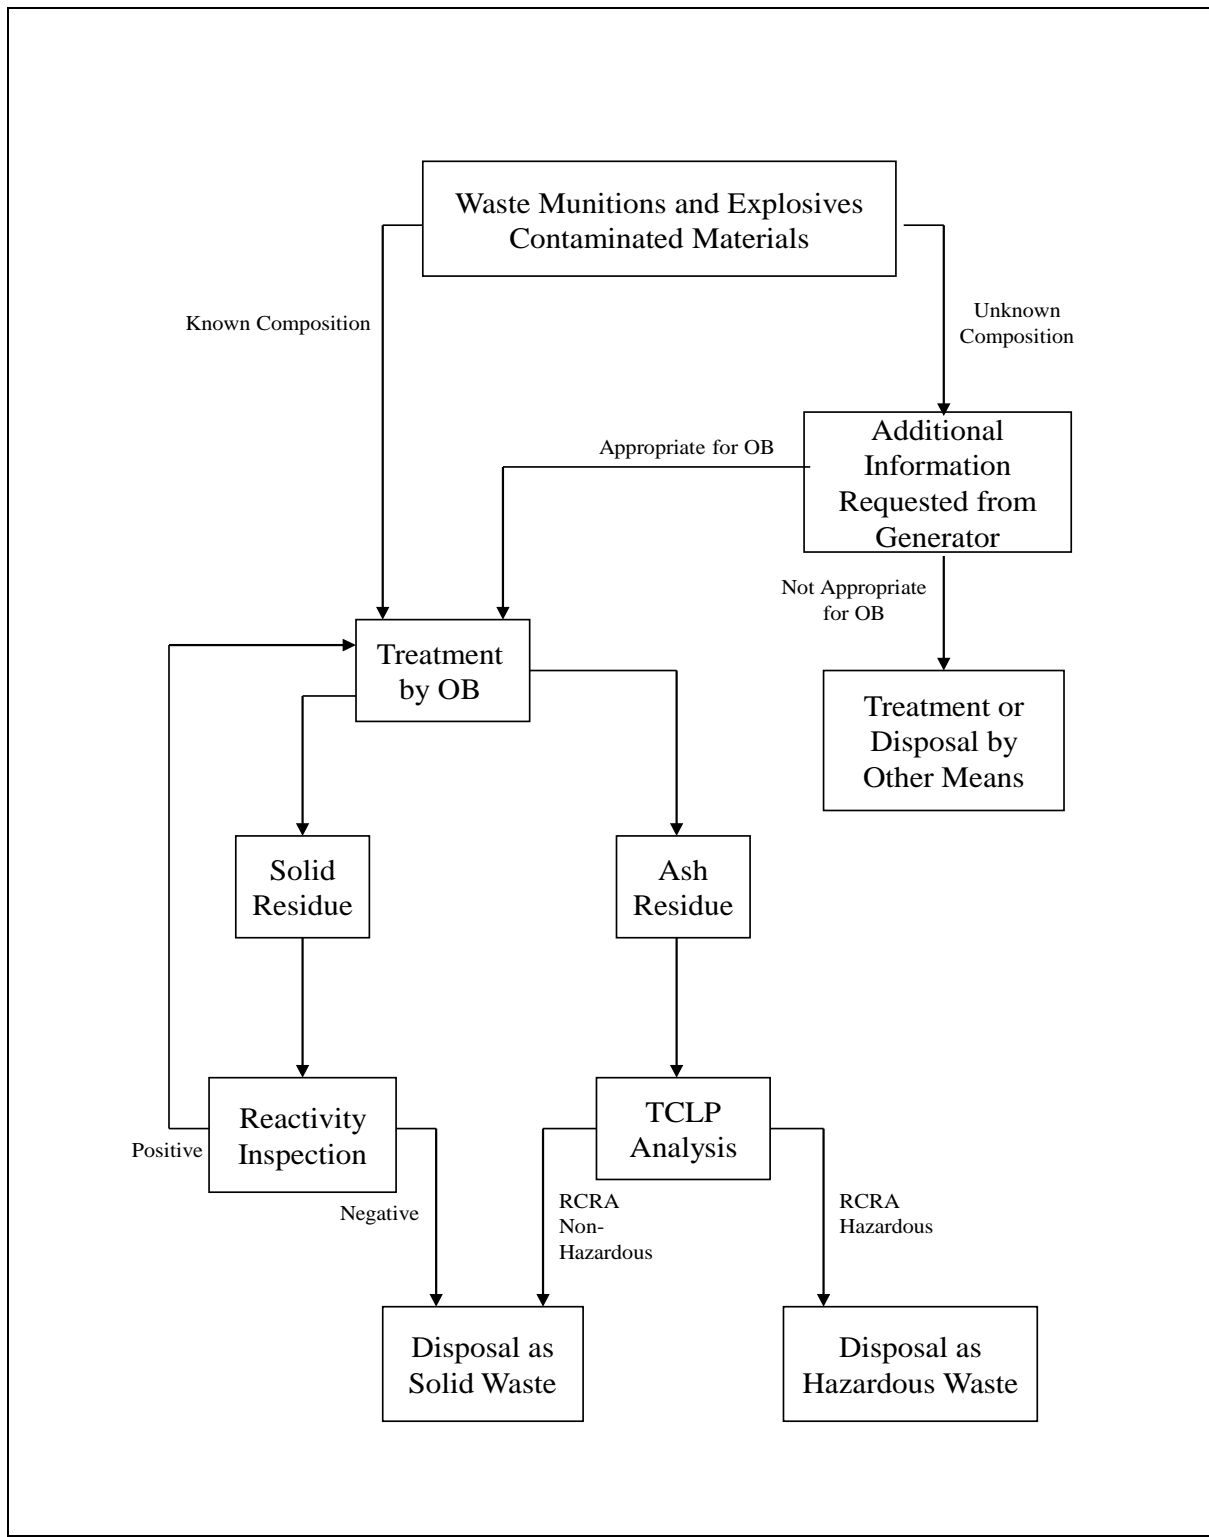 Waste Munitions and Explosives
Contaminated Materials
Known Composition
Unknown
Composition
Additional
Information
Requested from
Generator
Appropriate for OB
Not Appropriate
for OB
Treatment
by OB
Treatment or
Disposal by
Other Means
Solid
Residue
Ash
Residue
Reactivity
Inspection
TCLP
Analysis
Positive
Negative
RCRA
Non-
Hazardous
RCRA
Hazardous
Disposal as
Solid Waste
Disposal as
Hazardous Waste